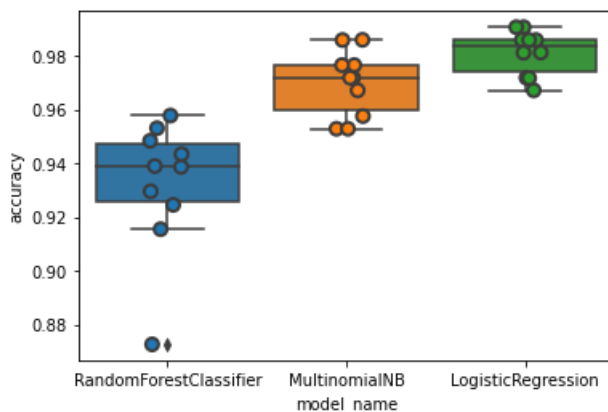 0.98
0.96
0.94
0.92
0.90
0.88
accuracy
RandomForestClassifier
MultinomialNB
LogisticRegression
model_name